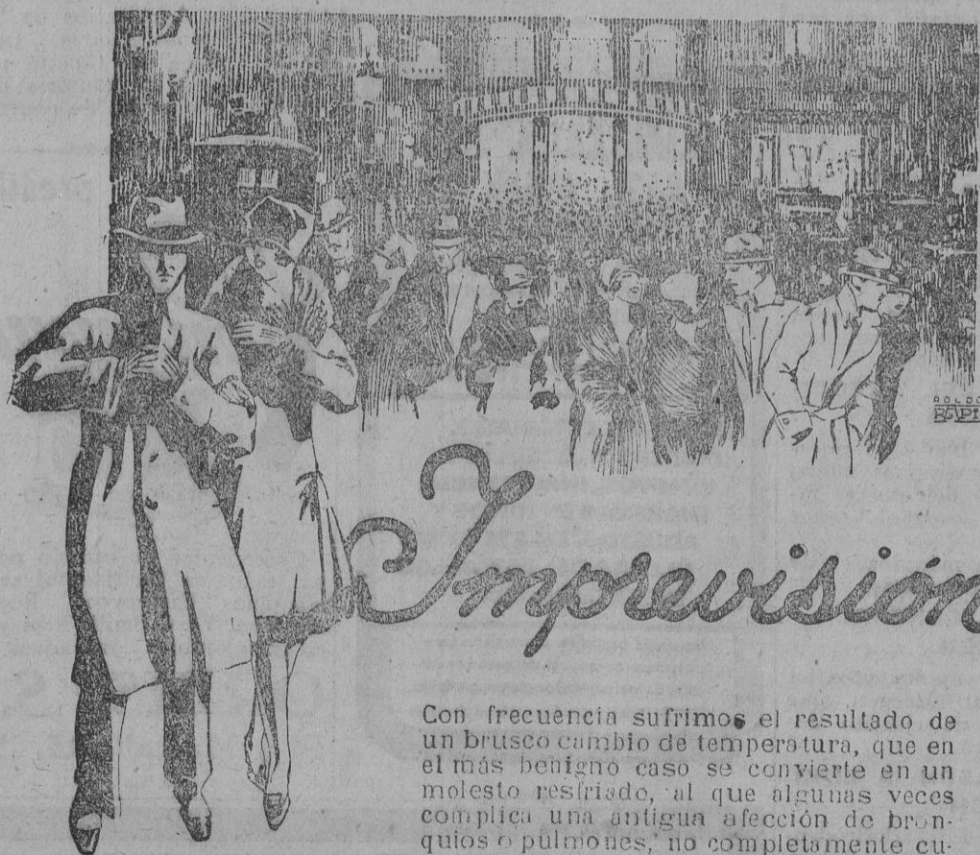 Imprevisión
Con frecuencia sufrimos el resultado de
un brusco cambio de temperatura, que en
el más benigno caso se convierte en un
molesto resfriado, al que algunas veces
complica una antigua afección de bron-
quios o pulmones, no completamente cu-